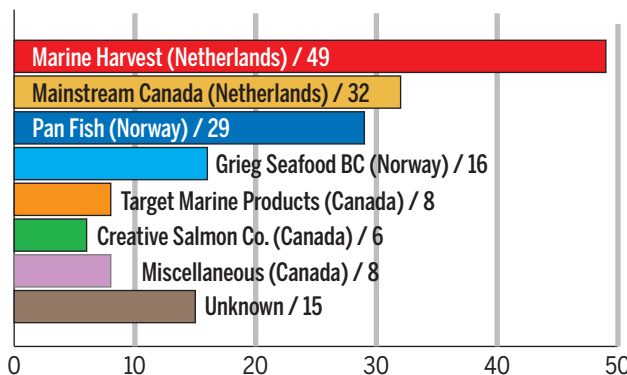 Marine Harvest (Netherlands) / 49
Mainstream Canada (Netherlands) / 32
Pan Fish (Norway) / 29
Grieg Seafood BC (Norway) / 16
Target Marine Products (Canada) / 8
Creative Salmon Co. (Canada) / 6
Miscellaneous (Canada) / 8
Unknown / 15
0 10 20 30 40 50